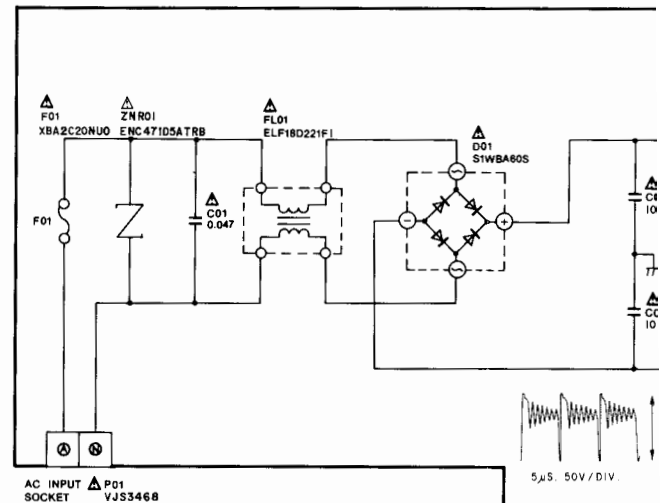 F01
XBA2C20NU0
ZNR01
ENC471D5ATRB
FL01
ELF18D221F1
D01
S1WBA60S
F01
C01
0.047
~
−
+
~
A
N
AC INPUT
SOCKET
P01
VJS3468
5µS. 50V/DIV.